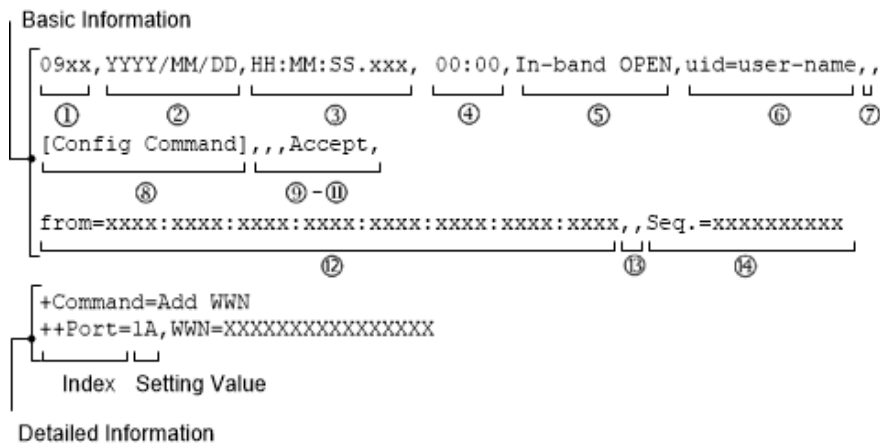 Basic Information
09xx,YYYY/MM/DD,HH:MM:SS.xxx, 00:00,In-band OPEN,uid=user-name,,
① ② ③ ④ ⑤ ⑥ ⑦
[Config Command],,,Accept,
⑧ ⑨-⑪
from=xxxx:xxxx:xxxx:xxxx:xxxx:xxxx:xxxx:xxxx,,Seq.=xxxxxxxxxx
⑫ ⑬ ⑭
+Command=Add WWN
++Port=1A,WWN=XXXXXXXXXXXXXXXX
Index Setting Value
Detailed Information